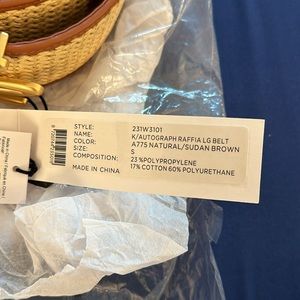 STYLE: 231W3101
NAME: K/AUTOGRAPH RAFFIA LG BELT
COLOR: A775 NATURAL/SUDAN BROWN
SIZE: S
COMPOSITION: 23 %POLYPROPYLENE
17% COTTON 60% POLYURETHANE
MADE IN CHINA